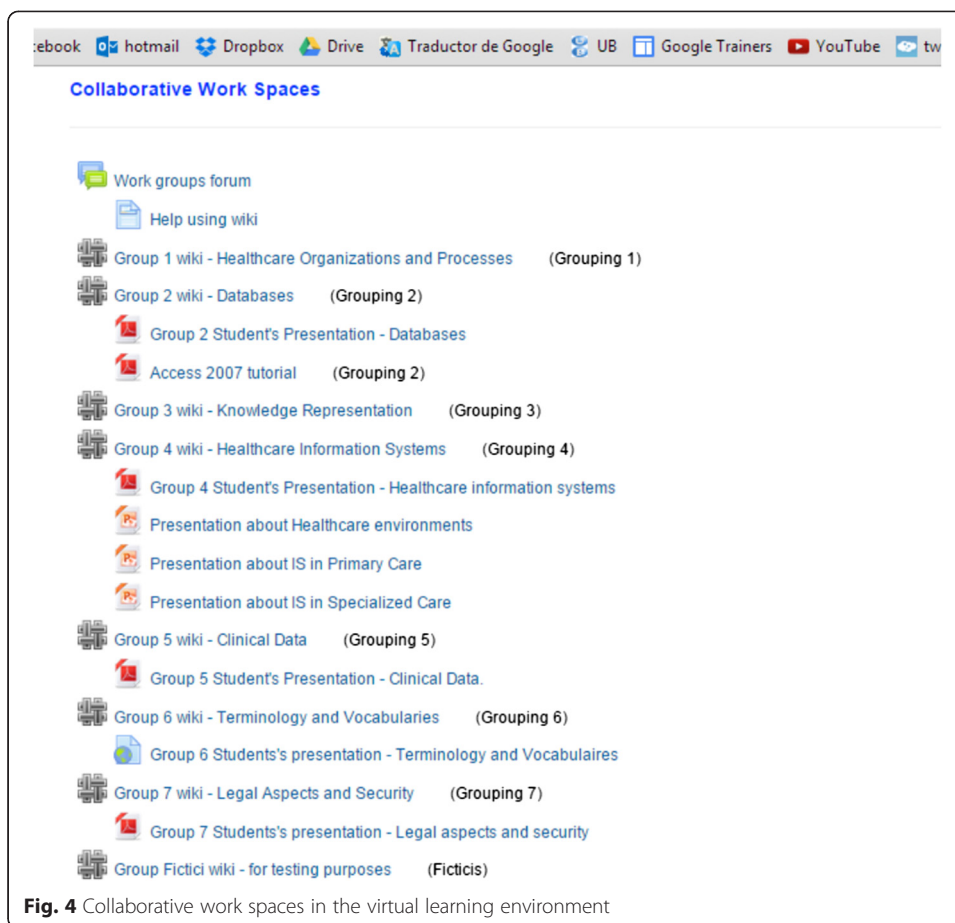 :ebook hotmail Dropbox Drive Traductor de Google UB Google Trainers YouTube tw
Collaborative Work Spaces
Work groups forum
Help using wiki
Group 1 wiki - Healthcare Organizations and Processes (Grouping 1)
Group 2 wiki - Databases (Grouping 2)
Group 2 Student's Presentation - Databases
Access 2007 tutorial (Grouping 2)
Group 3 wiki - Knowledge Representation (Grouping 3)
Group 4 wiki - Healthcare Information Systems (Grouping 4)
Group 4 Student's Presentation - Healthcare information systems
Presentation about Healthcare environments
Presentation about IS in Primary Care
Presentation about IS in Specialized Care
Group 5 wiki - Clinical Data (Grouping 5)
Group 5 Student's Presentation - Clinical Data.
Group 6 wiki - Terminology and Vocabularies (Grouping 6)
Group 6 Students's presentation - Terminology and Vocabulaires
Group 7 wiki - Legal Aspects and Security (Grouping 7)
Group 7 Students's presentation - Legal aspects and security
Group Fictici wiki - for testing purposes (Ficticis)
Fig. 4 Collaborative work spaces in the virtual learning environment